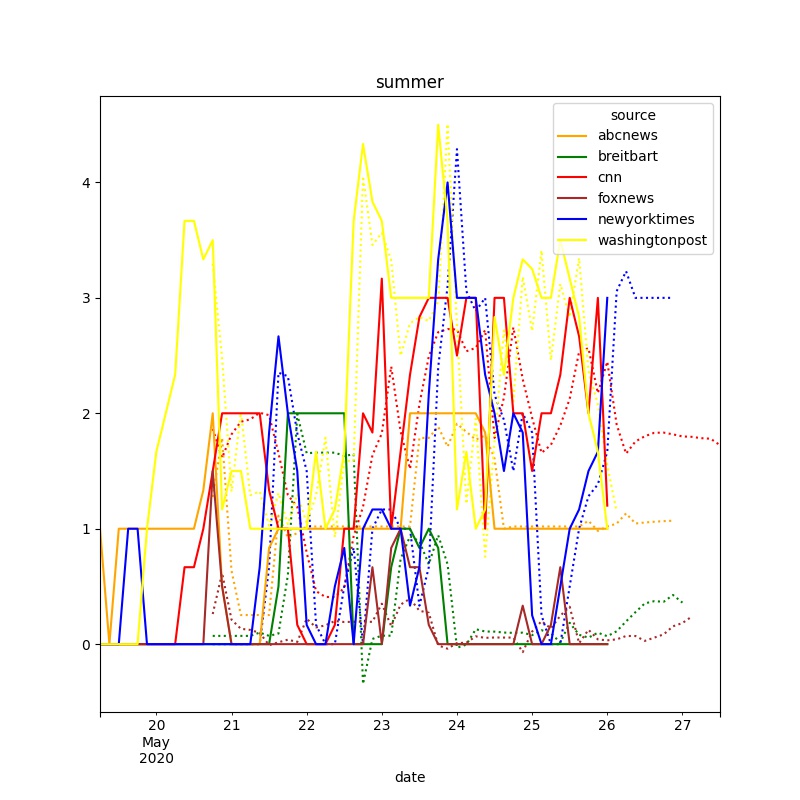 summer
source
abcnews
breitbart
cnn
foxnews
newyorktimes
washingtonpost
4
3
2
1
0
20 21 22 23 24 25 26 27
May
2020
date